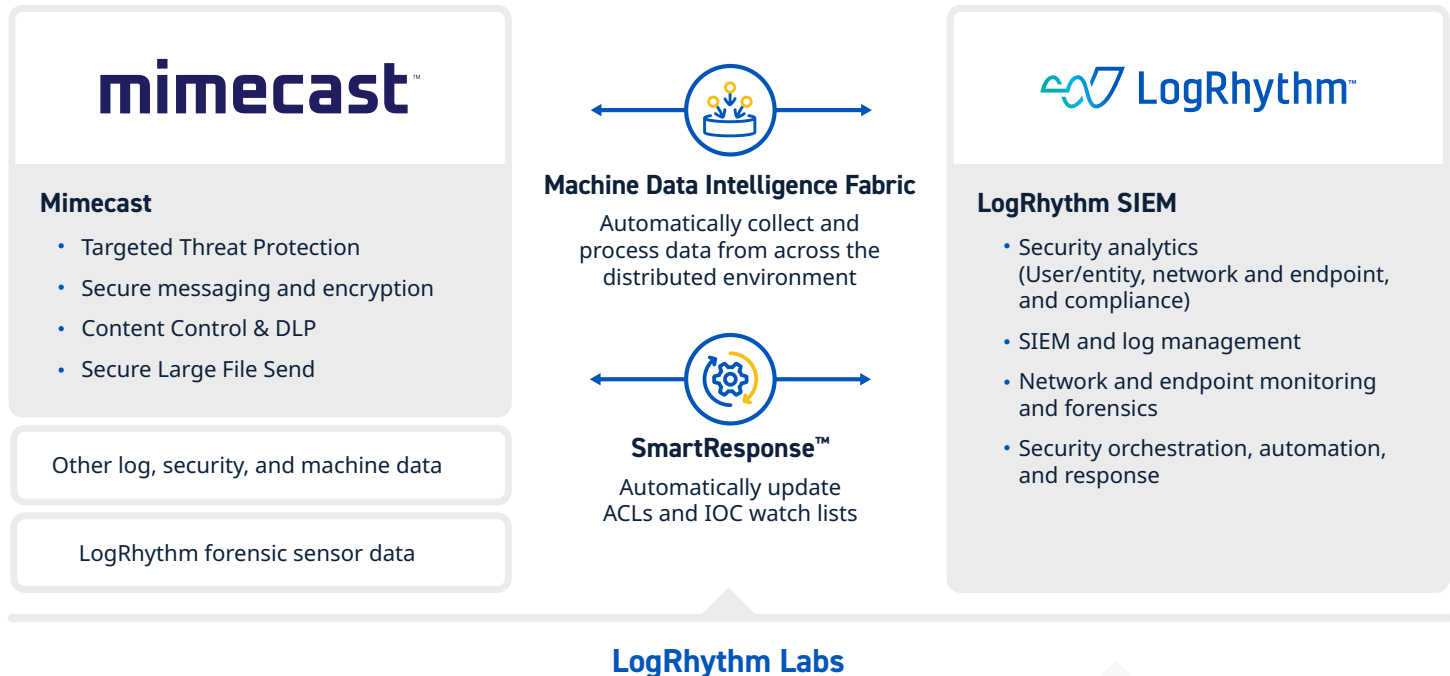 mimecast™
Mimecast
• Targeted Threat Protection
• Secure messaging and encryption
• Content Control & DLP
• Secure Large File Send
Other log, security, and machine data
LogRhythm forensic sensor data
Machine Data Intelligence Fabric
Automatically collect and
process data from across the
distributed environment
SmartResponse™
Automatically update
ACLs and IOC watch lists
LogRhythm™
LogRhythm SIEM
• Security analytics
(User/entity, network and endpoint,
and compliance)
• SIEM and log management
• Network and endpoint monitoring
and forensics
• Security orchestration, automation,
and response
LogRhythm Labs